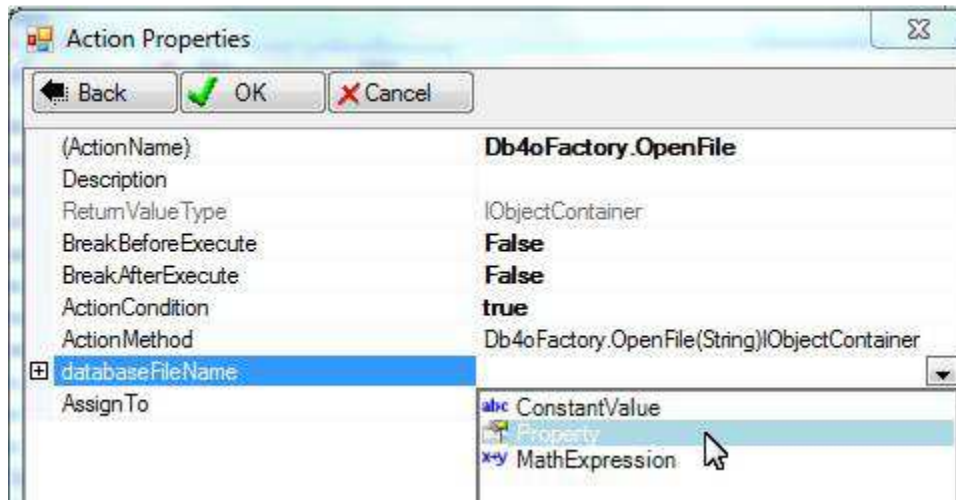 Action Properties
Back OK Cancel
(ActionName) Db4oFactory.OpenFile
Description
ReturnValueType IObjectContainer
BreakBeforeExecute False
BreakAfterExecute False
ActionCondition true
ActionMethod Db4oFactory.OpenFile(String)IObjectContainer
databaseFileName
AssignTo
abc ConstantValue
Property
x+y MathExpression